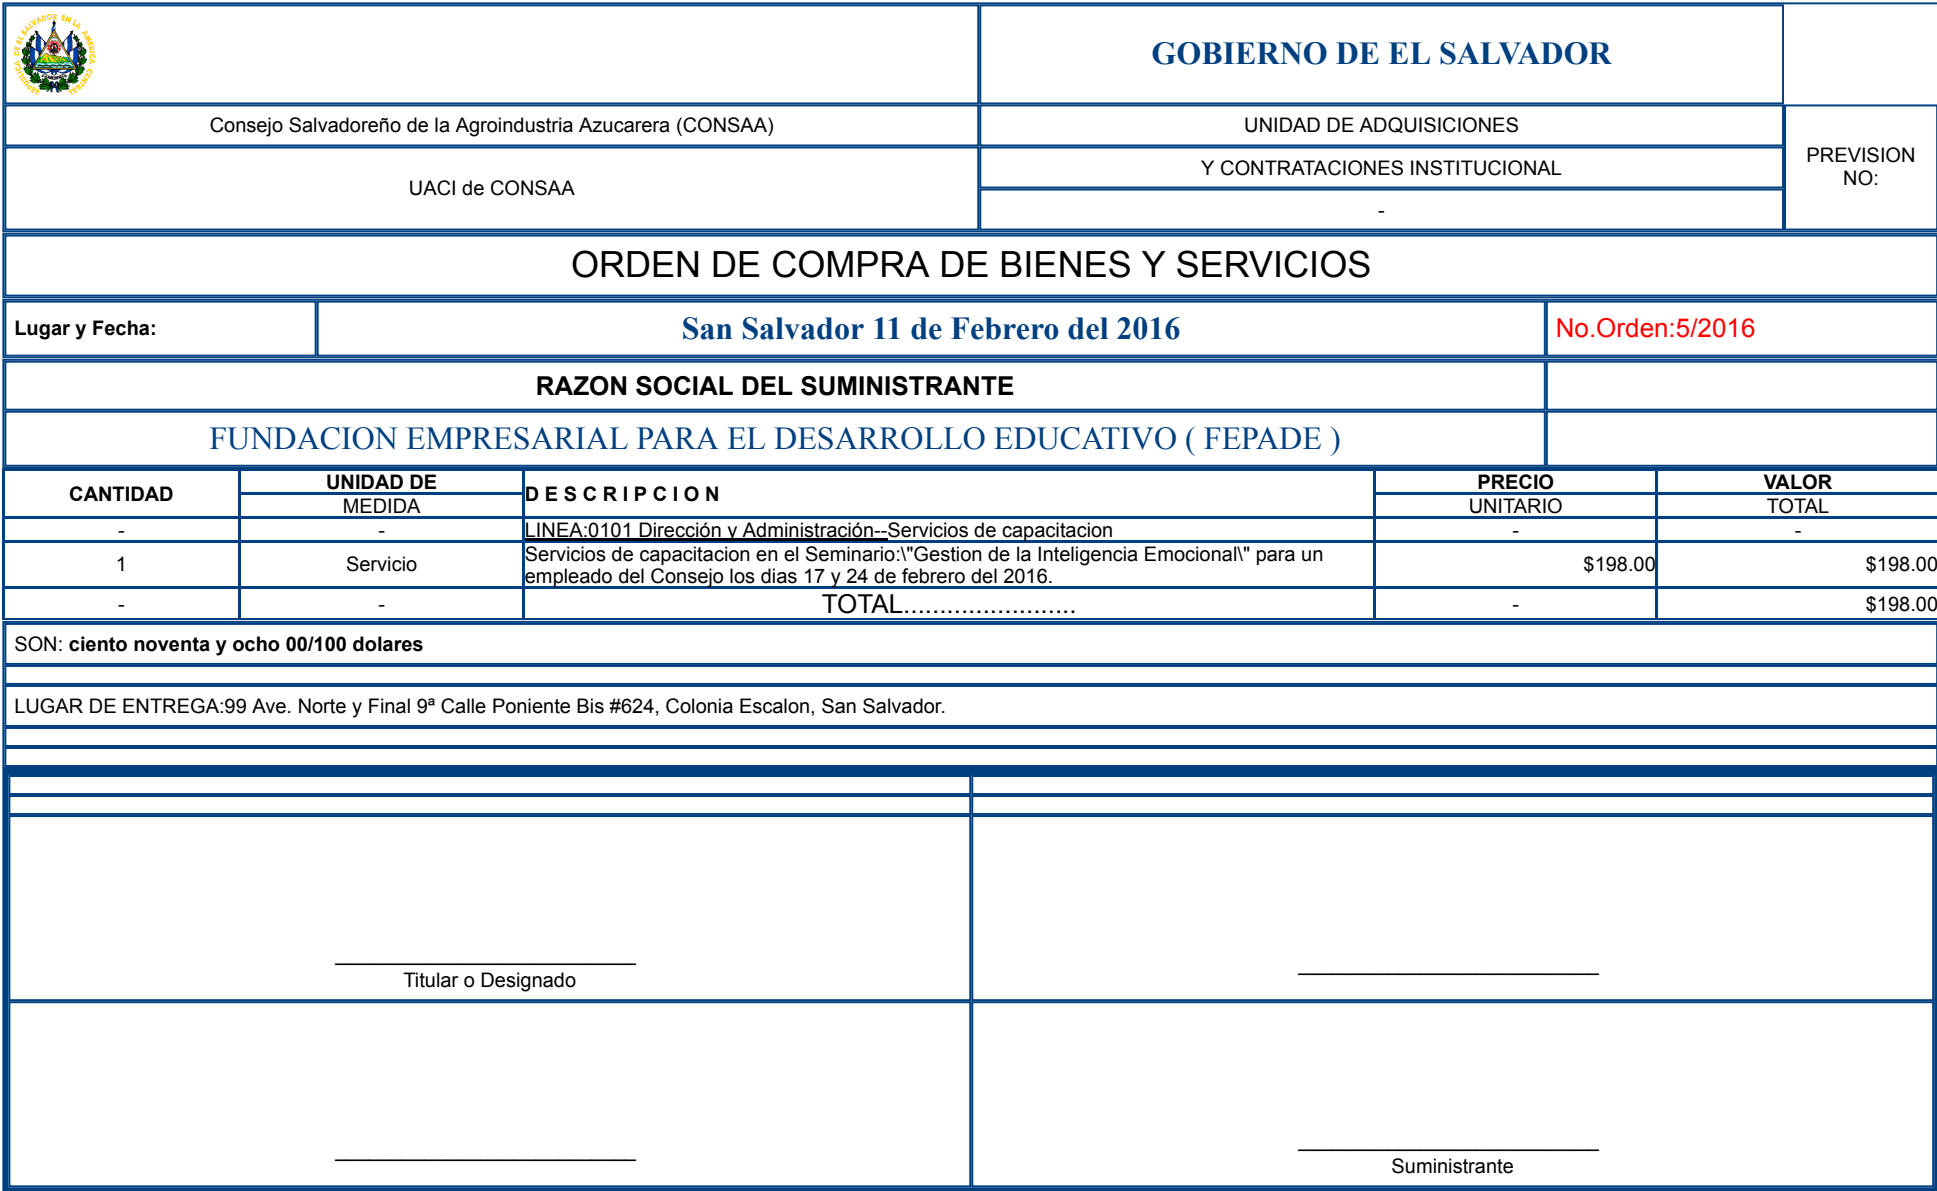 GOBIERNO DE EL SALVADOR
Consejo Salvadoreño de la Agroindustria Azucarera (CONSAA)
UNIDAD DE ADQUISICIONES
PREVISION
NO:
UACI de CONSAA
Y CONTRATACIONES INSTITUCIONAL
-
ORDEN DE COMPRA DE BIENES Y SERVICIOS
Lugar y Fecha:
San Salvador 11 de Febrero del 2016
No.Orden:5/2016
RAZON SOCIAL DEL SUMINISTRANTE
FUNDACION EMPRESARIAL PARA EL DESARROLLO EDUCATIVO ( FEPADE )
CANTIDAD
UNIDAD DE
MEDIDA
D E S C R I P C I O N
PRECIO
UNITARIO
VALOR
TOTAL
- - LINEA:0101 Dirección y Administración--Servicios de capacitacion - -
1 Servicio Servicios de capacitacion en el Seminario:\"Gestion de la Inteligencia Emocional\" para un
empleado del Consejo los dias 17 y 24 de febrero del 2016. $198.00 $198.00
- - TOTAL........................ - $198.00
SON: ciento noventa y ocho 00/100 dolares
LUGAR DE ENTREGA:99 Ave. Norte y Final 9ª Calle Poniente Bis #624, Colonia Escalon, San Salvador.
Titular o Designado
Suministrante